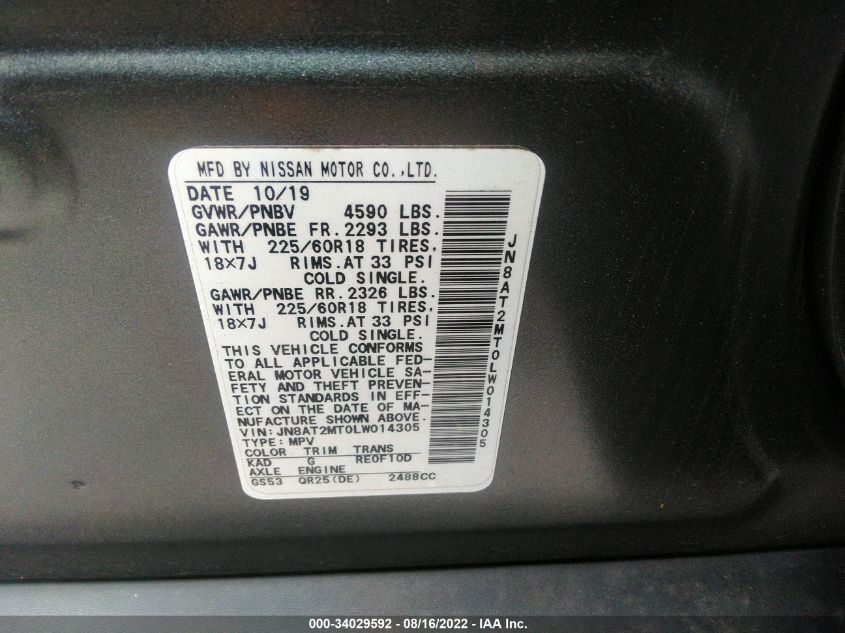 MFD BY NISSAN MOTOR CO.,LTD.
DATE 10/19
GVWR/PNBV 4590 LBS.
GAWR/PNBE FR. 2293 LBS.
WITH 225/60R18 TIRES,
18×7J RIMS.AT 33 PSI
COLD SINGLE.
GAWR/PNBE RR. 2326 LBS.
WITH 225/60R18 TIRES,
18×7J RIMS.AT 33 PSI
COLD SINGLE.
THIS VEHICLE CONFORMS
TO ALL APPLICABLE FED-
ERAL MOTOR VEHICLE SA-
FETY AND THEFT PREVEN-
TION STANDARDS IN EFF-
ECT ON THE DATE OF MA-
NUFACTURE SHOWN ABOVE.
VIN: JN8AT2MT0LW014305
TYPE: MPV
COLOR TRIM TRANS
KAD G RE0F10D
AXLE ENGINE
GS53 QR25(DE) 2488CC
JN8AT2MT0LW014305
000-34029592 - 08/16/2022 - IAA Inc.